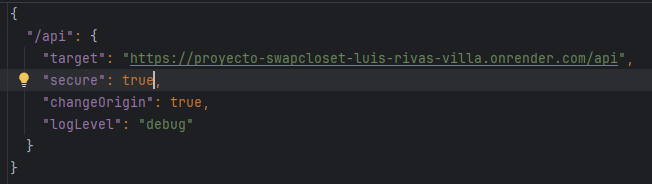 {
"/api": {
"target": "https://proyecto-swapcloset-luis-rivas-villa.onrender.com/api",
"secure": true,
"changeOrigin": true,
"logLevel": "debug"
}
}